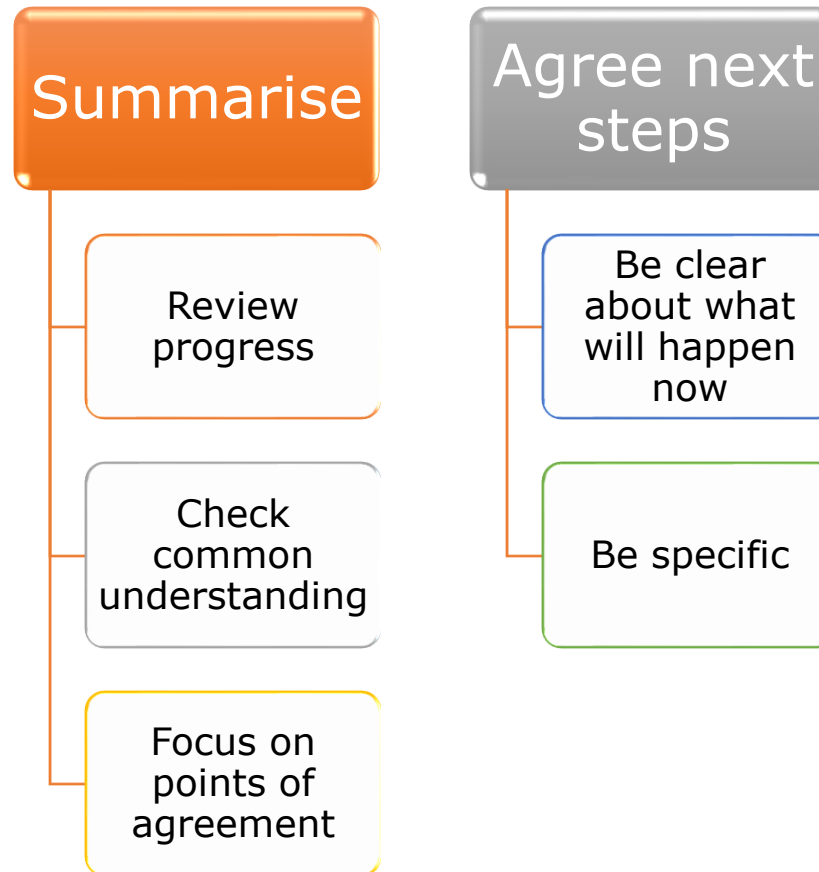 Summarise
Review
progress
Check
common
understanding
Focus on
points of
agreement
Agree next
steps
Be clear
about what
will happen
now
Be specific